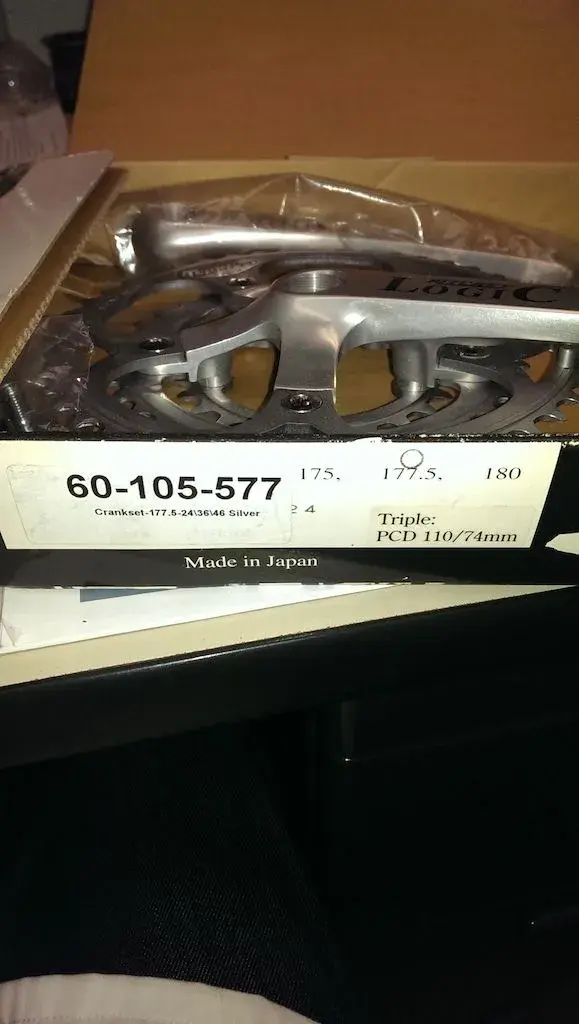 LOGIC
60-105-577
Crankset-177.5-24\36\46 Silver
175, 177.5, 180
24
Triple:
PCD 110/74mm
Made in Japan